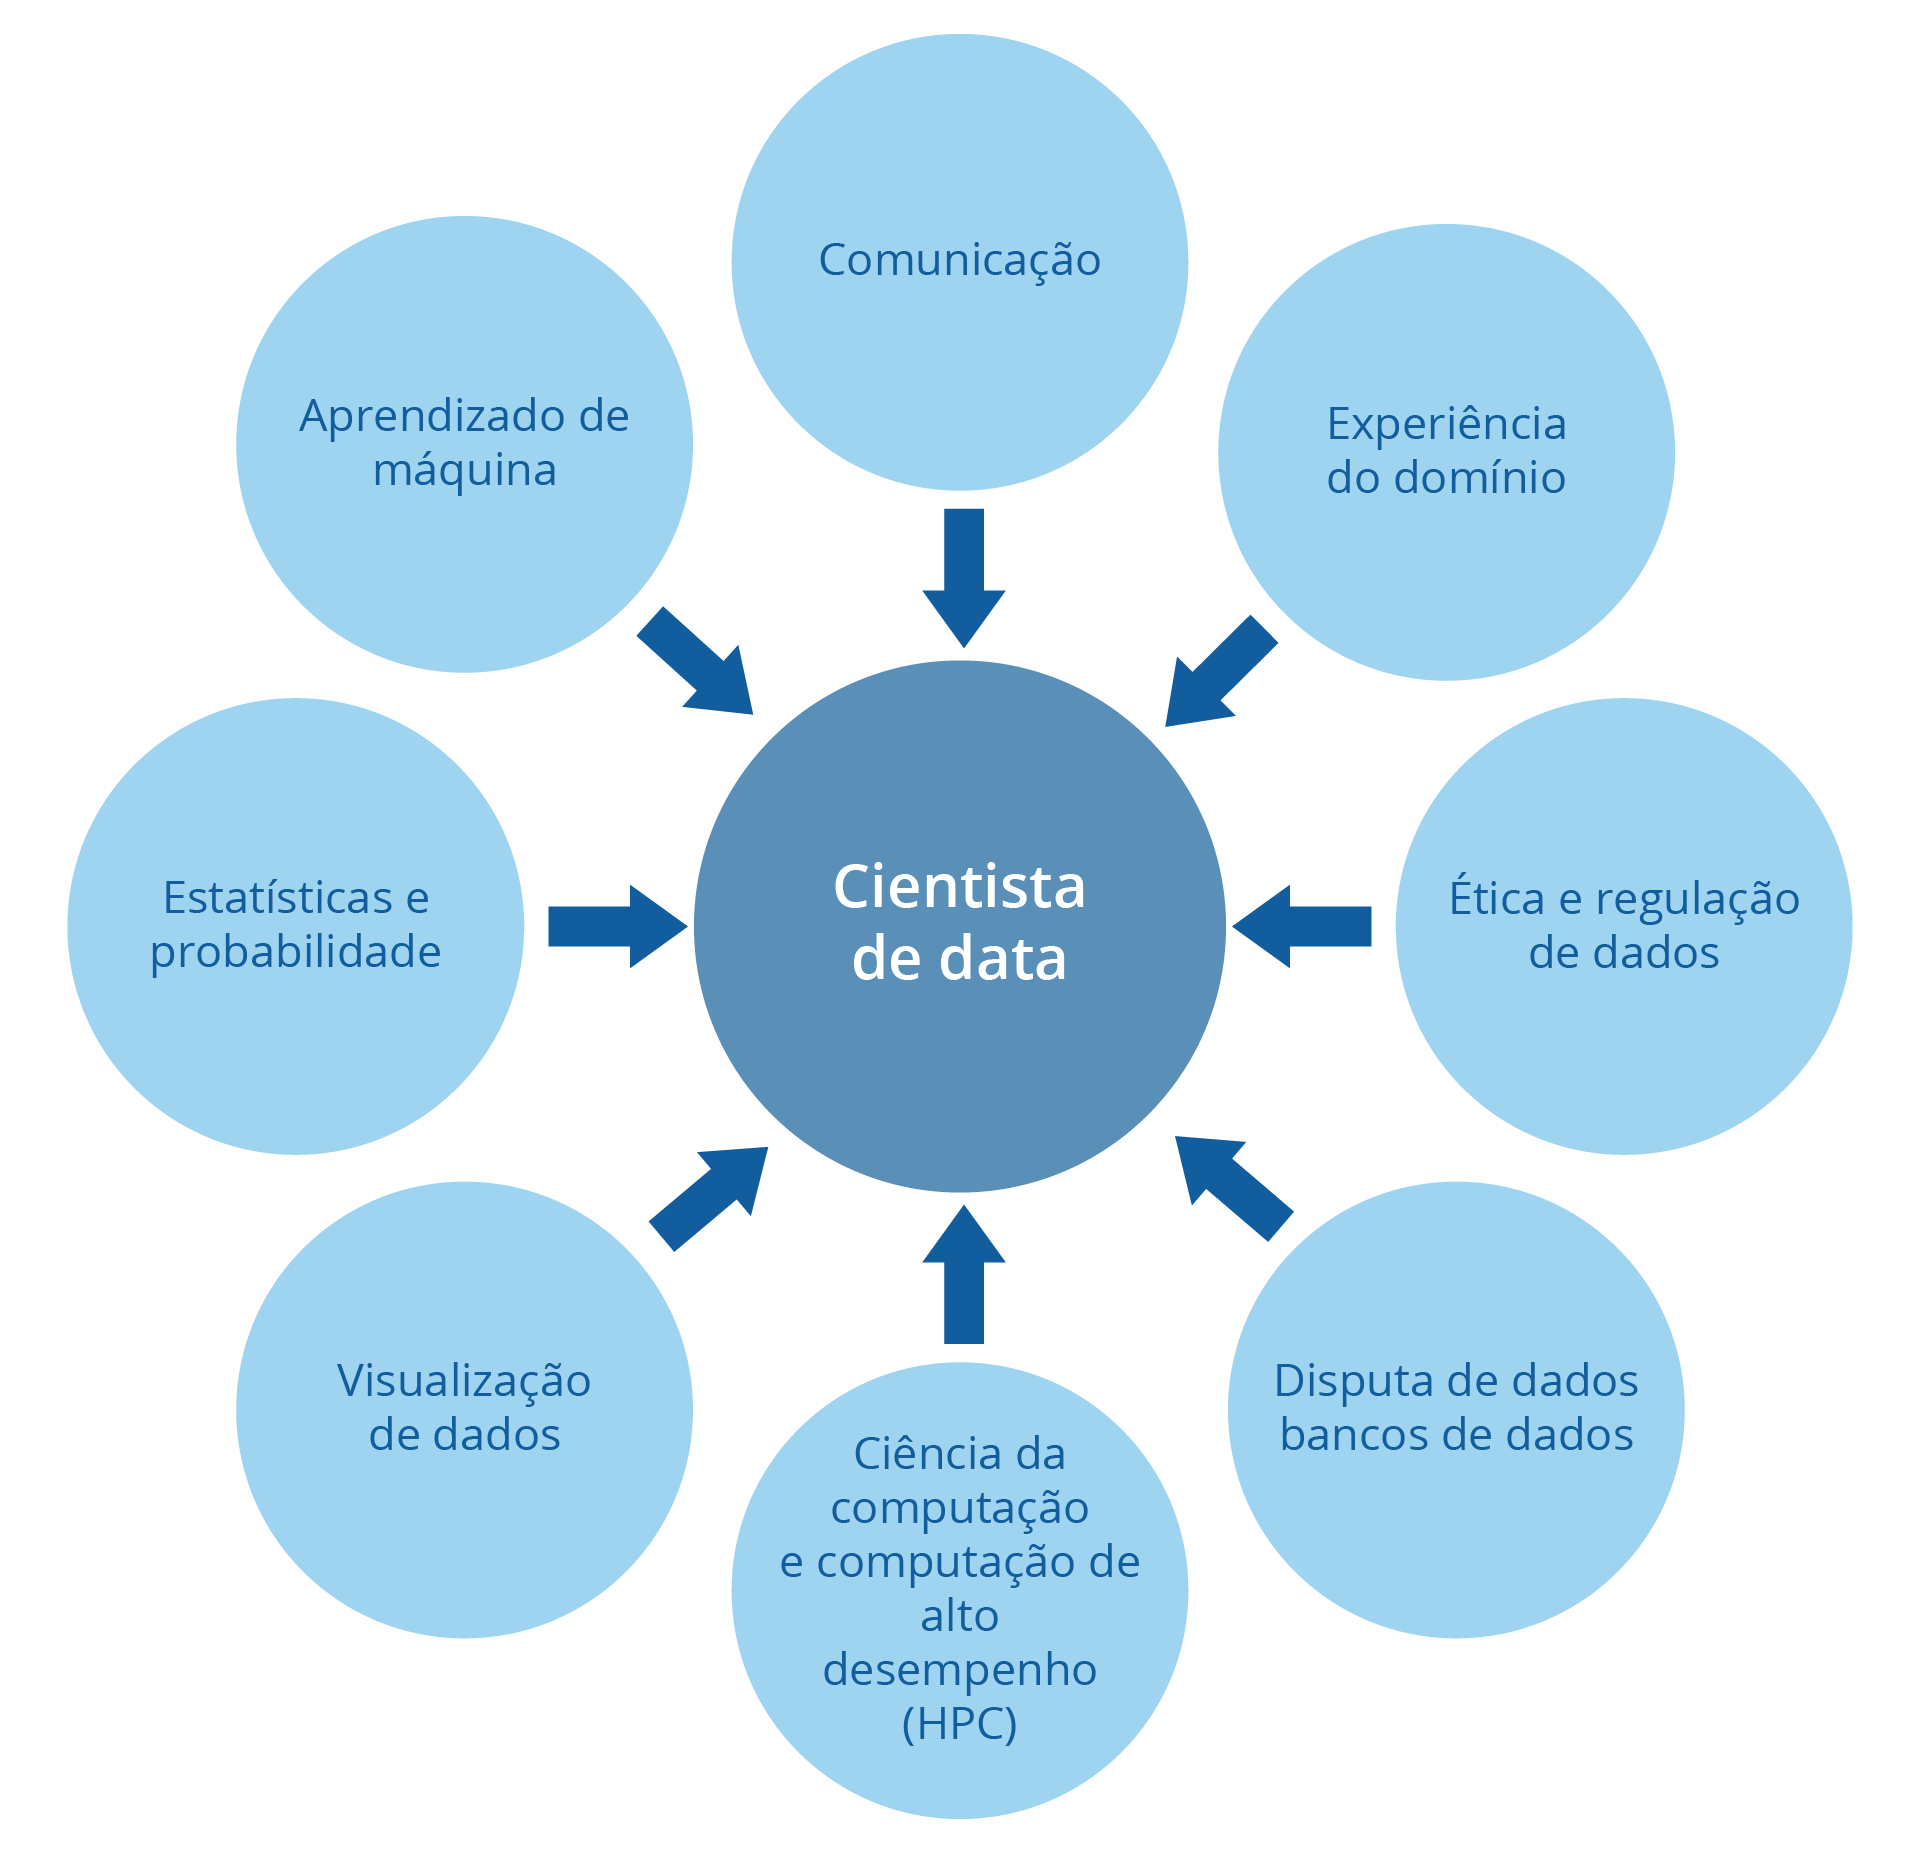 Comunicação
Aprendizado de
máquina
Experiência
do domínio
Estatísticas e
probabilidade
Cientista
de data
Ética e regulação
de dados
Visualização
de dados
Disputa de dados
bancos de dados
Ciência da
computação
e computação de
alto
desempenho
(HPC)